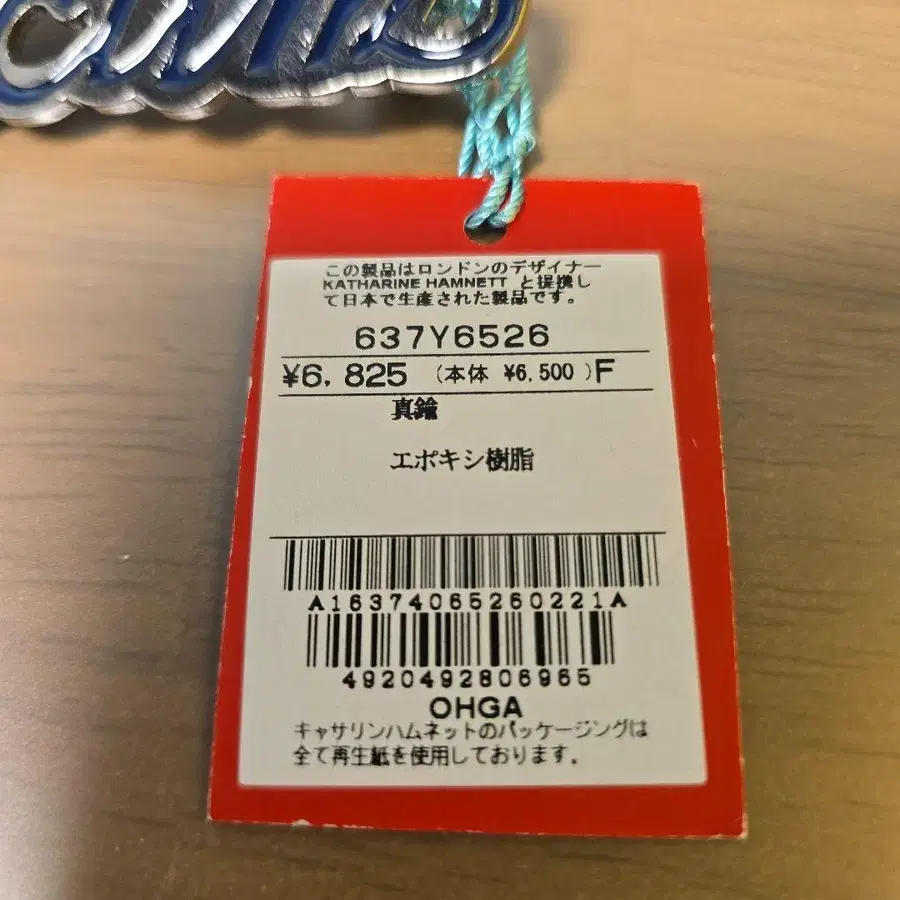 この製品はロンドンのデザイナー
KATHARINE HAMNETT と提携し
て日本で生産された製品です。
637Y6526
¥6,825 (本体 ¥6,500)F
真鍮
エポキシ樹脂
A16374065260221A
4920492806965
OHGA
キャサリンハムネットのパッケージングは
全て再生紙を使用しております。